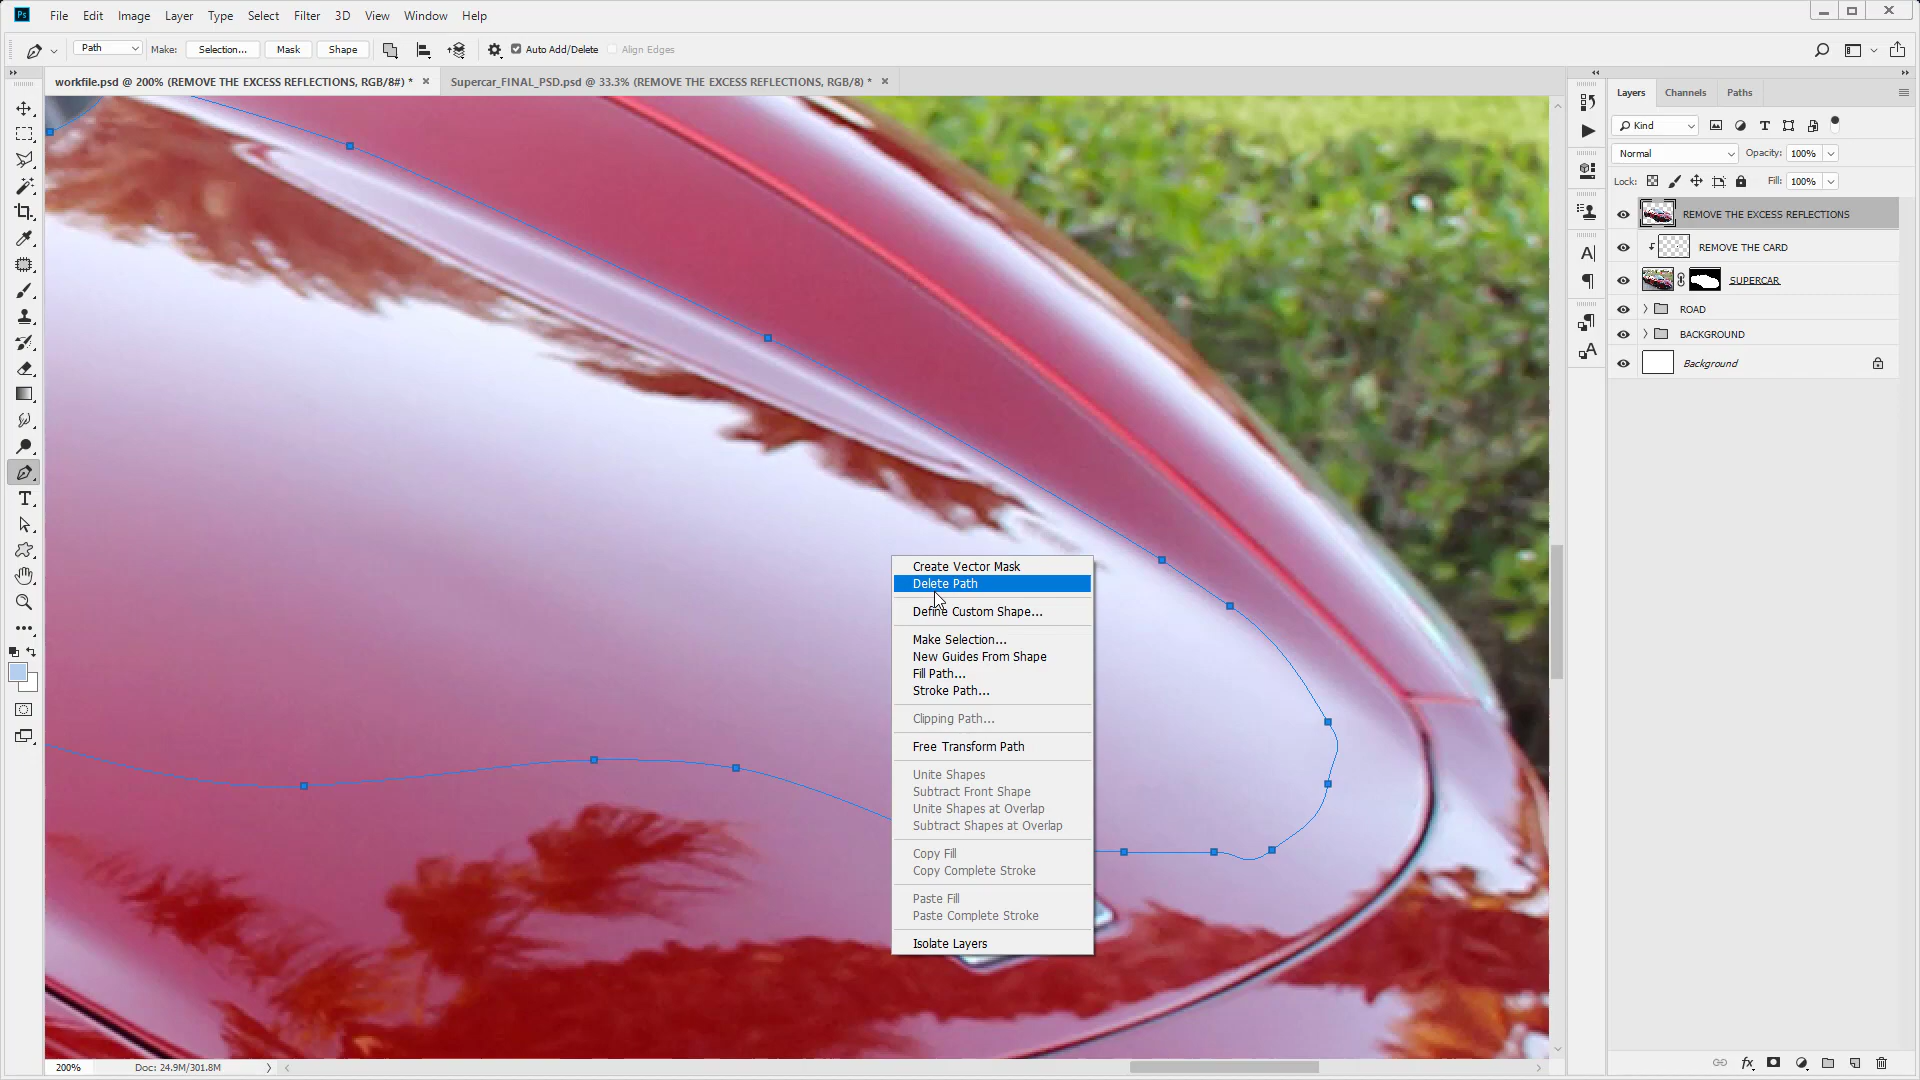 Ps File Edit Image Layer Type Select Filter 3D View Window Help
Path Make: Selection... Mask Shape Auto Add/Delete Align Edges
workfile.psd @ 200% (REMOVE THE EXCESS REFLECTIONS, RGB/8#) *
Supercar_FINAL_PSD.psd @ 33.3% (REMOVE THE EXCESS REFLECTIONS, RGB/8) *
Layers Channels Paths
Kind
Normal Opacity: 100%
Lock: Fill: 100%
REMOVE THE EXCESS REFLECTIONS
REMOVE THE CARD
SUPERCAR
ROAD
BACKGROUND
Background
Create Vector Mask
Delete Path
Define Custom Shape...
Make Selection...
New Guides From Shape
Fill Path...
Stroke Path...
Clipping Path...
Free Transform Path
Unite Shapes
Subtract Front Shape
Unite Shapes at Overlap
Subtract Shapes at Overlap
Copy Fill
Copy Complete Stroke
Paste Fill
Paste Complete Stroke
Isolate Layers
200% Doc: 24.9M/301.8M